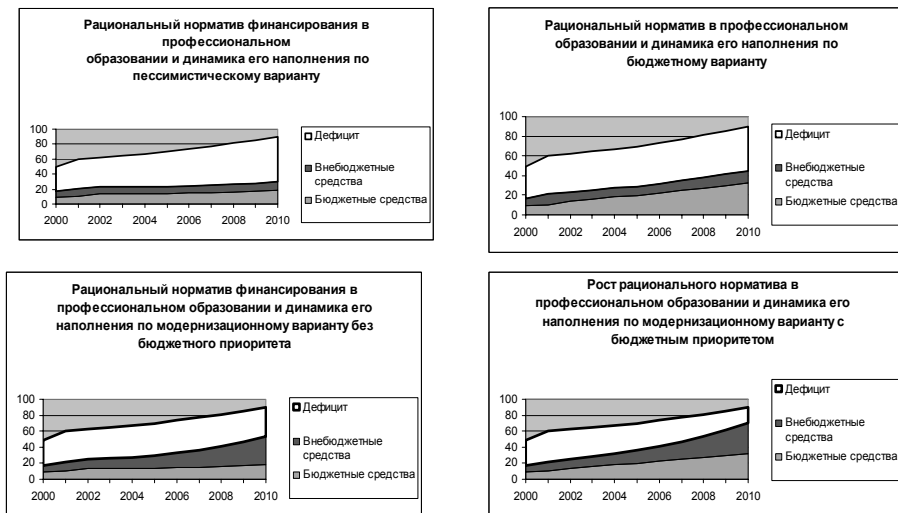 Рациональный норматив финансирования в
профессиональном
образовании и динамика его наполнения по
пессимистическому варианту
100
80
60
40
20
0
2000 2002 2004 2006 2008 2010
Дефицит
Внебюджетные
средства
Бюджетные средства
Рациональный норматив в профессиональном
образовании и динамика его наполнения по
бюджетному варианту
100
80
60
40
20
0
2000 2002 2004 2006 2008 2010
Дефицит
Внебюджетные
средства
Бюджетные средства
Рациональный норматив финансирования в
профессиональном образовании и динамика его
наполнения по модернизационному варианту без
бюджетного приоритета
100
80
60
40
20
0
2000 2002 2004 2006 2008 2010
Дефицит
Внебюджетные
средства
Бюджетные средства
Рост рационального норматива в
профессиональном образовании и динамика его
наполнения по модернизационному варианту с
бюджетным приоритетом
100
80
60
40
20
0
2000 2002 2004 2006 2008 2010
Дефицит
Внебюджетные
средства
Бюджетные средства